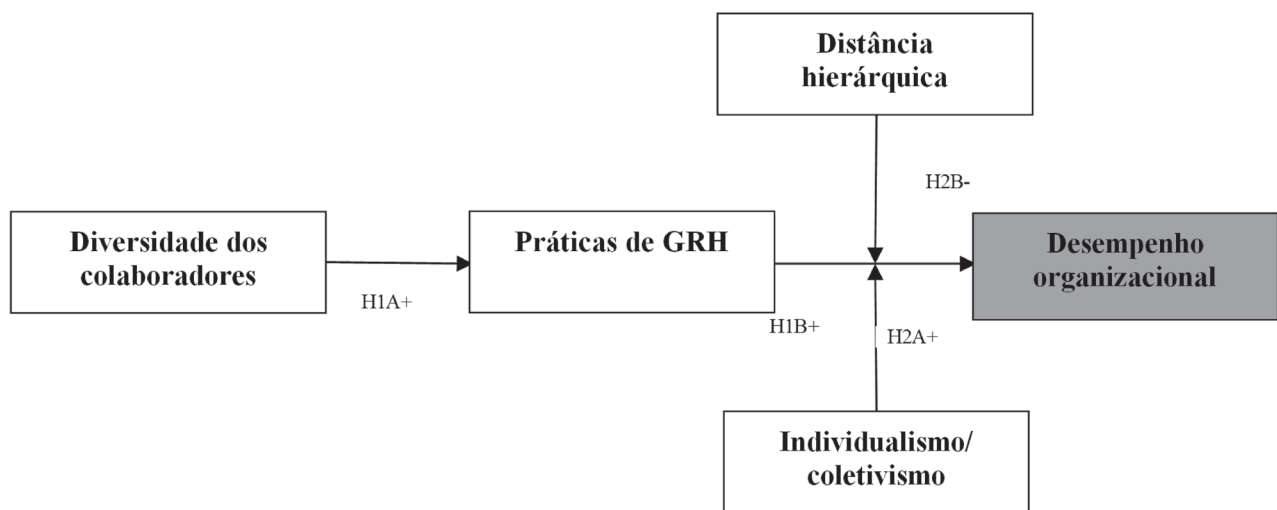 Distância
hierárquica
H2B-
Diversidade dos
colaboradores
H1A+
Práticas de GRH
H1B+
H2A+
Desempenho
organizacional
Individualismo/
coletivismo